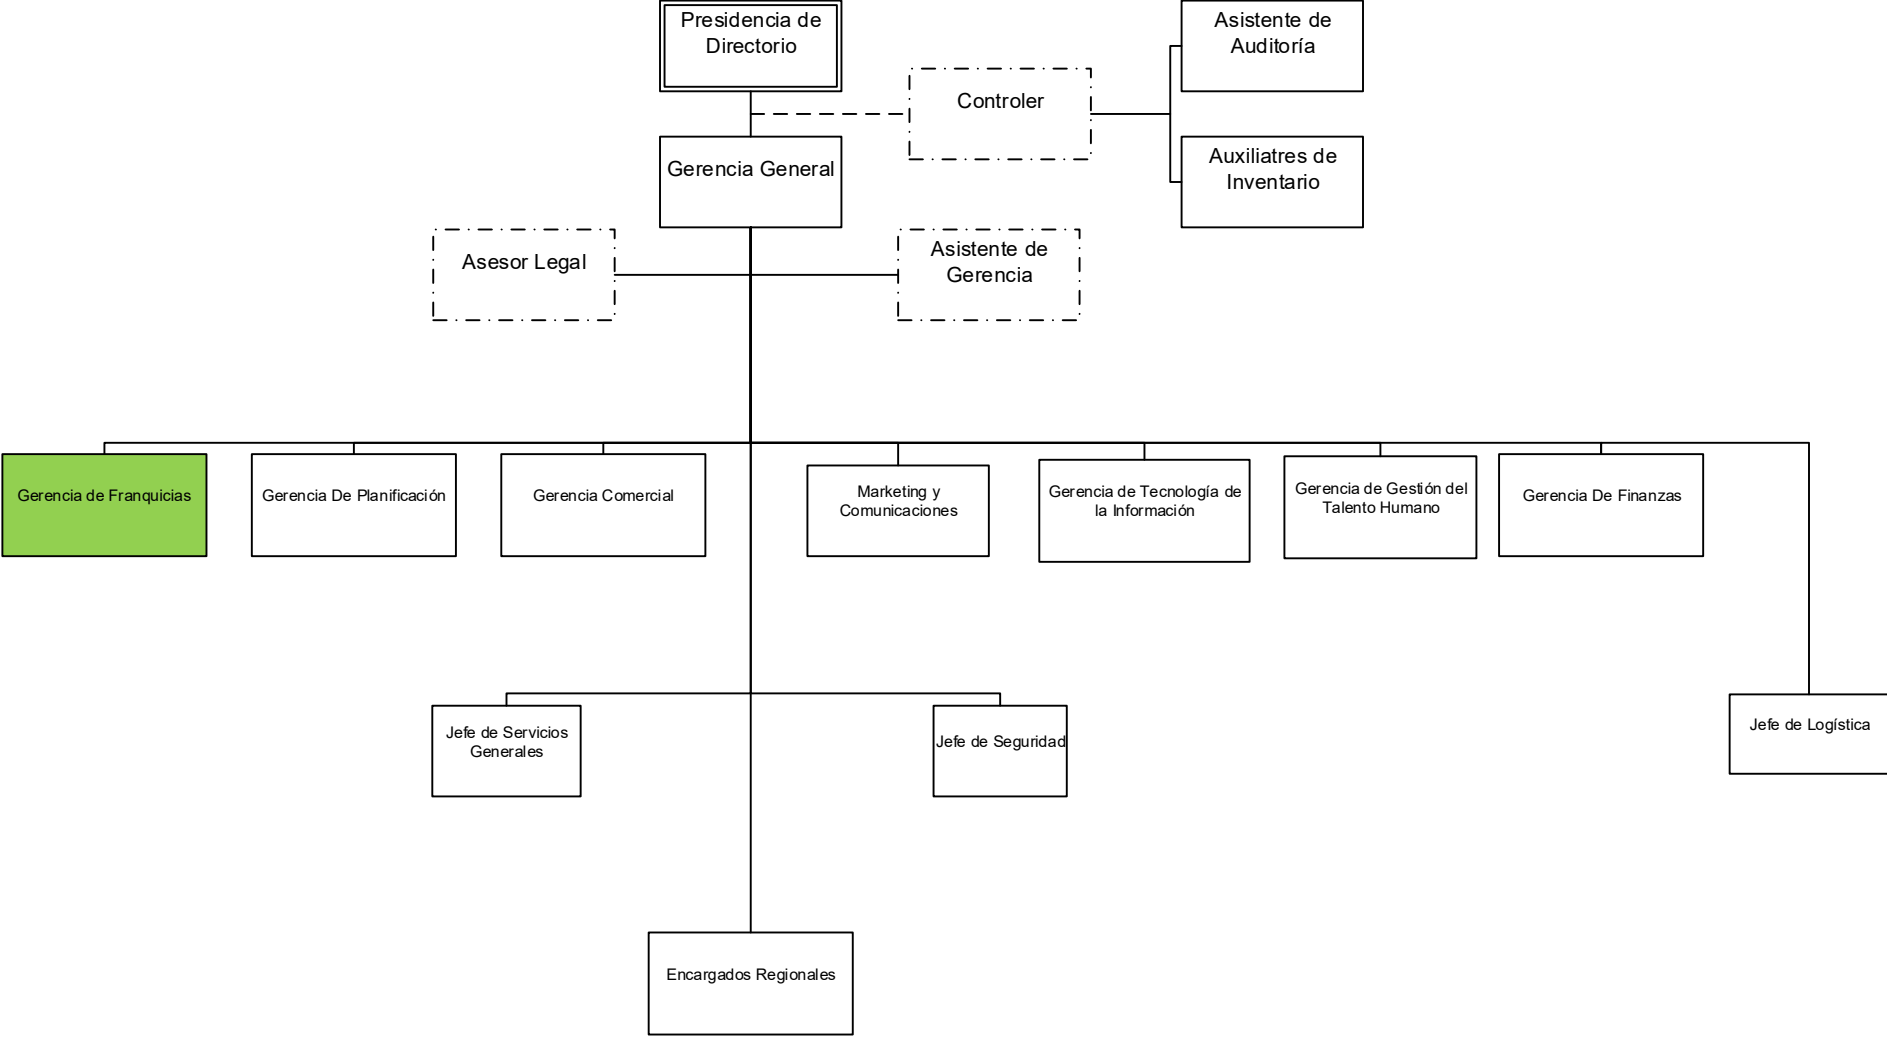 Presidencia de
Directorio
Asistente de
Auditoría
Controler
Gerencia General
Auxiliatres de
Inventario
Asesor Legal
Asistente de
Gerencia
Gerencia de Franquicias
Gerencia De Planificación
Gerencia Comercial
Marketing y
Comunicaciones
Gerencia de Tecnología de
la Información
Gerencia de Gestión del
Talento Humano
Gerencia De Finanzas
Jefe de Servicios
Generales
Jefe de Seguridad
Jefe de Logística
Encargados Regionales